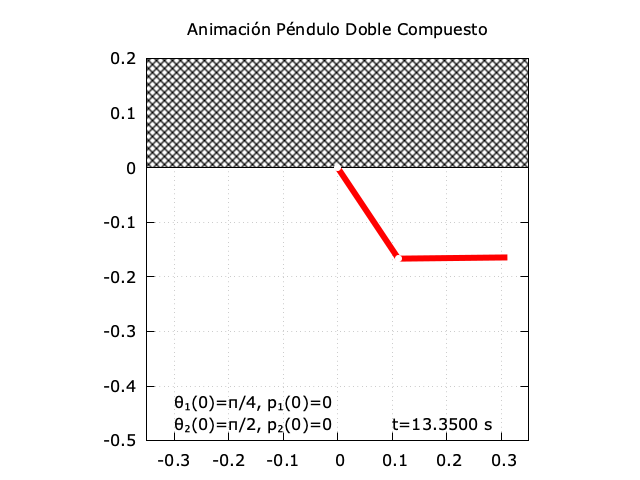 Animación Péndulo Doble Compuesto
0.2
0.1
0
-0.1
-0.2
-0.3
-0.4
-0.5
θ₁(0)=π/4, p₁(0)=0
θ₂(0)=π/2, p₂(0)=0 t=13.3500 s
-0.3 -0.2 -0.1 0 0.1 0.2 0.3